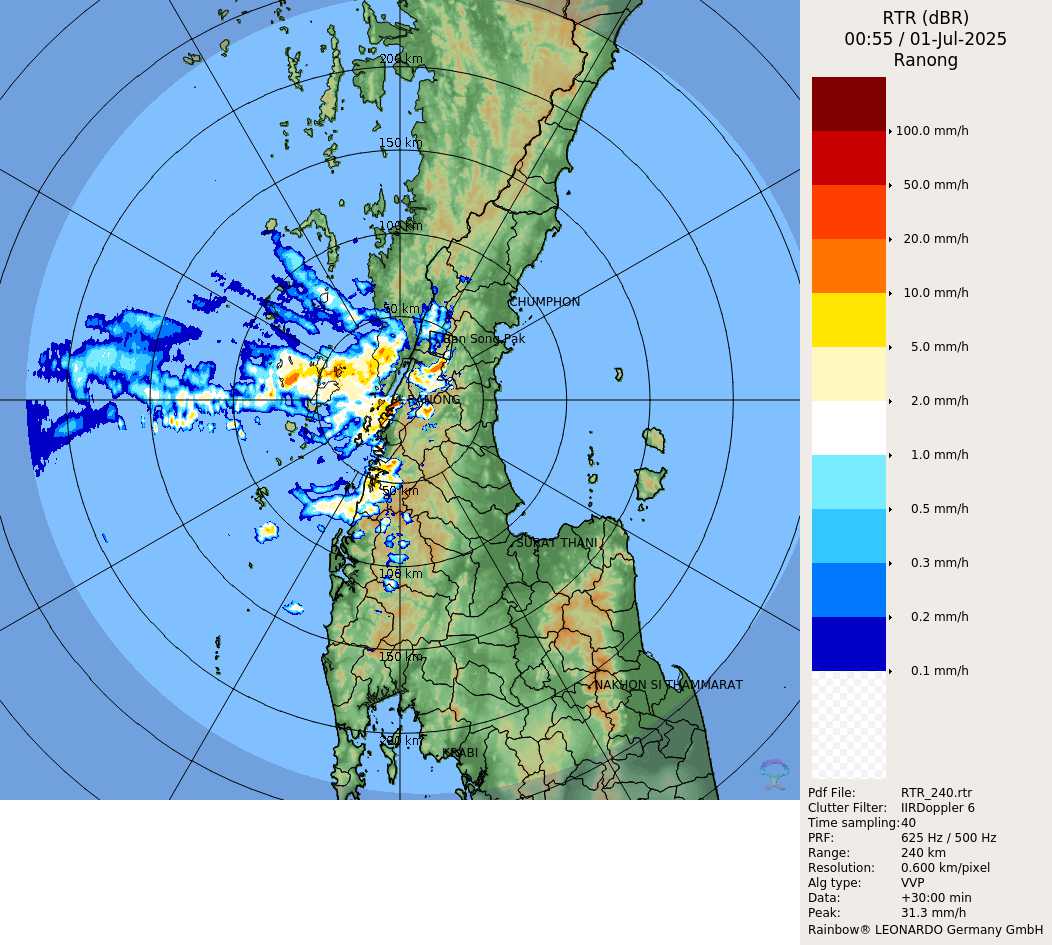 RTR (dBR)
00:55 / 01-Jul-2025
Ranong
100.0 mm/h
50.0 mm/h
20.0 mm/h
10.0 mm/h
5.0 mm/h
2.0 mm/h
1.0 mm/h
0.5 mm/h
0.3 mm/h
0.2 mm/h
0.1 mm/h
200 km
150 km
100 km
50 km
CHUMPHON
Ban Song Pak
RANONG
50 km
SURAT THANI
100 km
150 km
NAKHON SI THAMMARAT
200 km
KRABI
Pdf File: RTR_240.rtr
Clutter Filter: IIRDoppler 6
Time sampling:40
PRF: 625 Hz / 500 Hz
Range: 240 km
Resolution: 0.600 km/pixel
Alg type: VVP
Data: +30:00 min
Peak: 31.3 mm/h
Rainbow® LEONARDO Germany GmbH